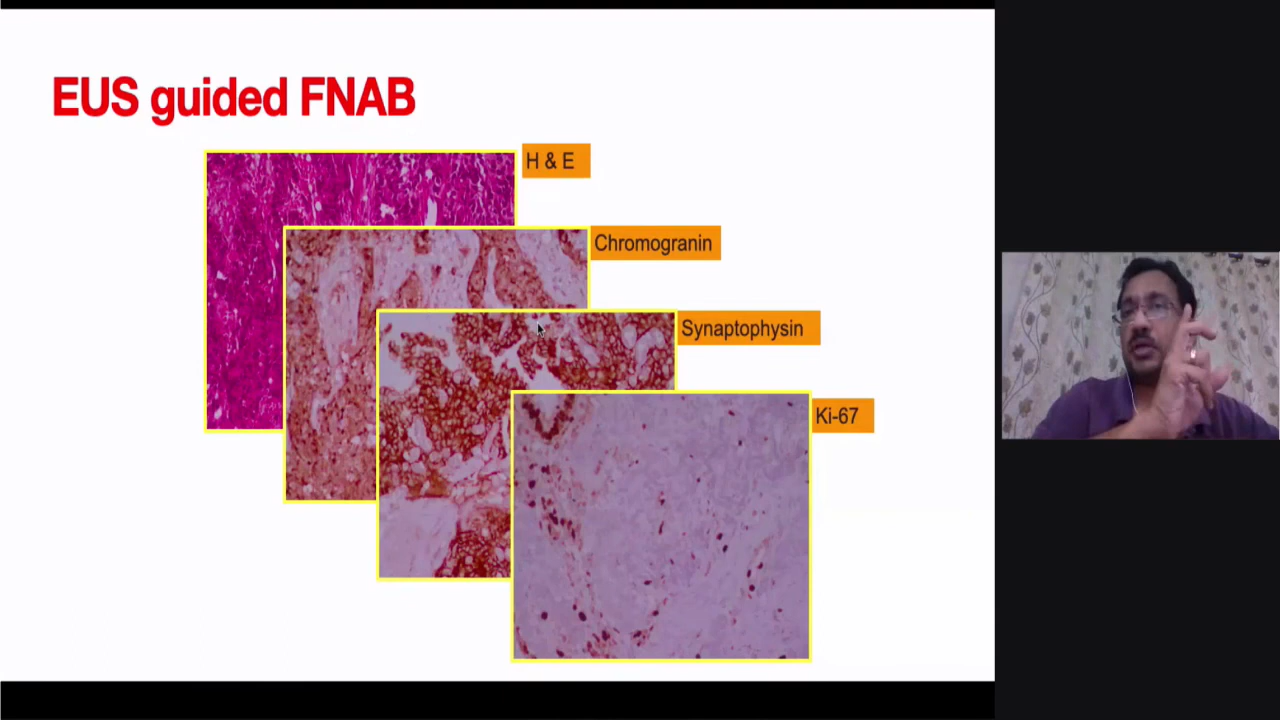 EUS guided FNAB
H & E
Chromogranin
Synaptophysin
Ki-67